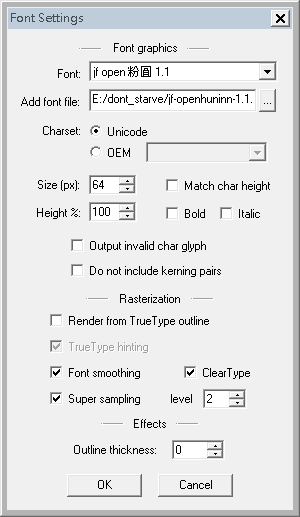 Font Settings
Font graphics
Font: jf open 粉圓 1.1
Add font file: E:/dont_starve/jf-openhuninn-1.1. ...
Charset: Unicode
OEM
Size (px): 64 Match char height
Height %: 100 Bold Italic
Output invalid char glyph
Do not include kerning pairs
Rasterization
Render from TrueType outline
TrueType hinting
Font smoothing ClearType
Super sampling level 2
Effects
Outline thickness: 0
OK Cancel